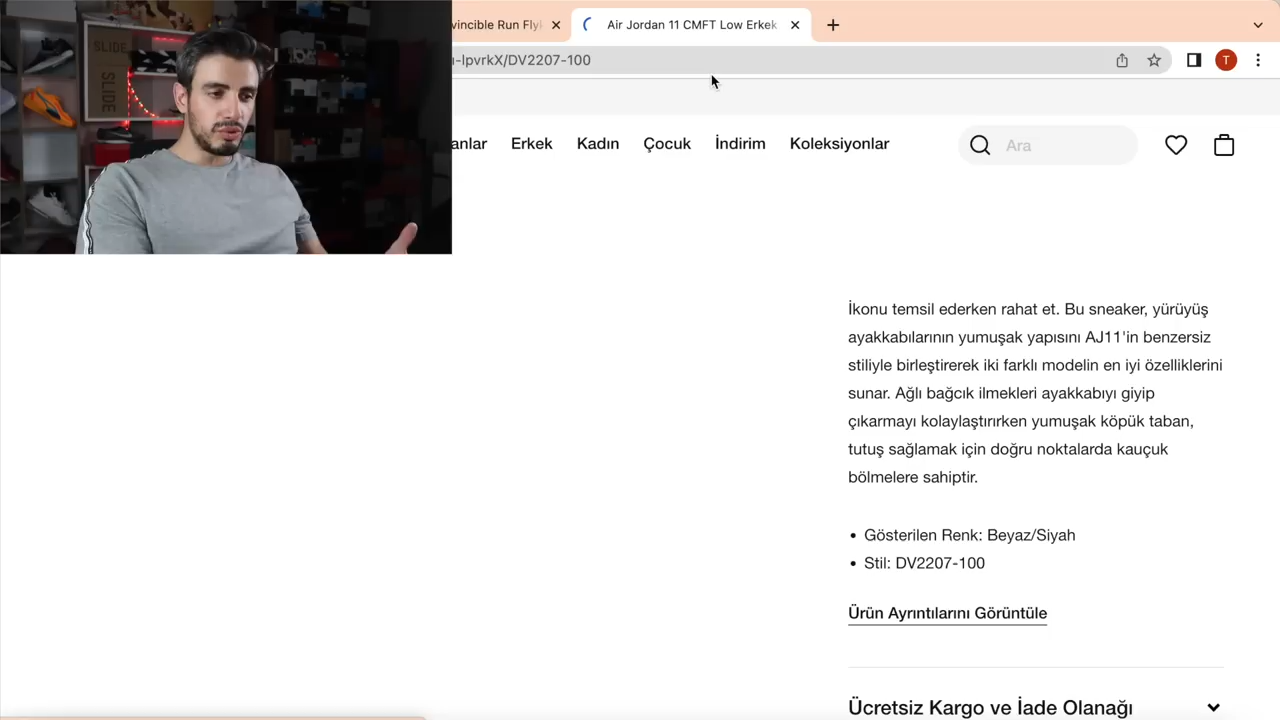 SLIDE
SLIDE
vincible Run Fly
Air Jordan 11 CMFT Low Erkek
IpvrkX/DV2207-100
T
anlar Erkek Kadın Çocuk İndirim Koleksiyonlar
Ara
İkonu temsil ederken rahat et. Bu sneaker, yürüyüş
ayakkabılarının yumuşak yapısını AJ11'in benzersiz
stiliyle birleştirerek iki farklı modelin en iyi özelliklerini
sunar. Ağlı bağcık ilmekleri ayakkabıyı giyip
çıkarmayı kolaylaştırırken yumuşak köpük taban,
tutuş sağlamak için doğru noktalarda kauçuk
bölmelere sahiptir.
• Gösterilen Renk: Beyaz/Siyah
• Stil: DV2207-100
Ürün Ayrıntılarını Görüntüle
Ücretsiz Kargo ve İade Olanağı